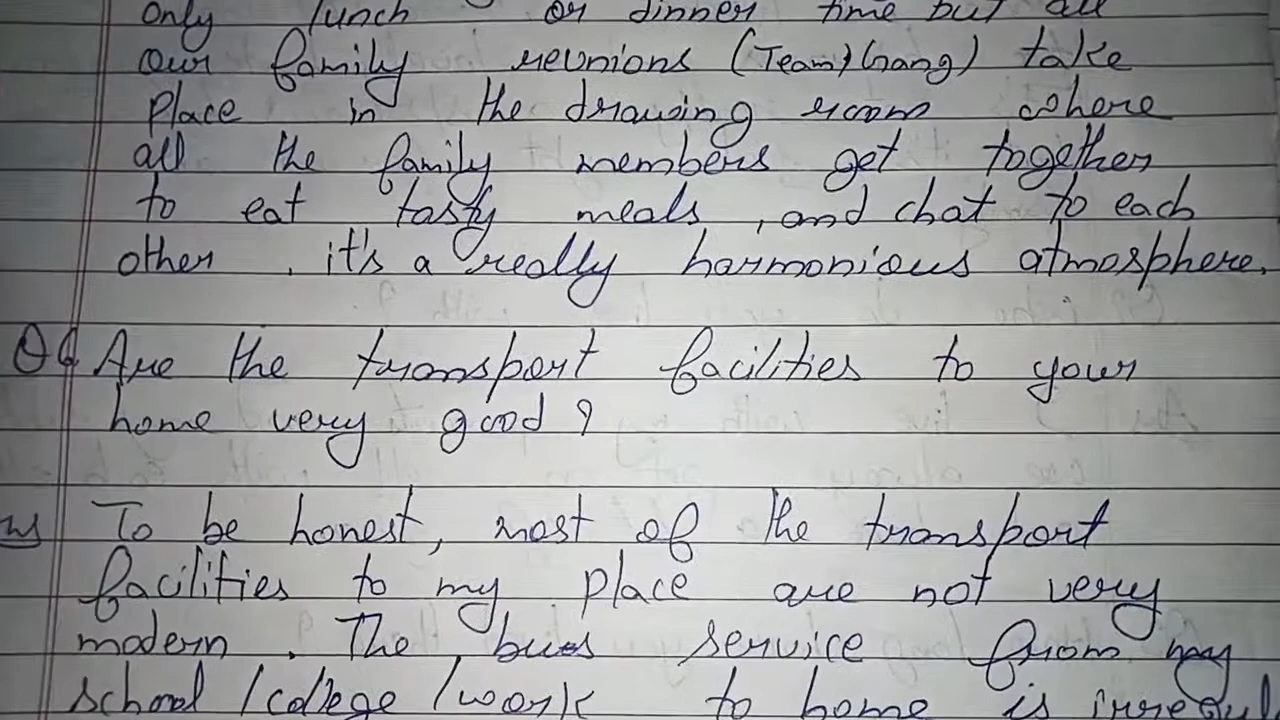 only lunch or dinner time but all
our family reunions (Team/Gang) take
place in the drawing room where
all the family members get together
to eat tasty meals, and chat to each
other. it's a really harmonious atmosphere.
Q6 Are the transport facilities to your
home very good?
To be honest, most of the transport
facilities to my place are not very
modern. The bus service from my
school/college/work to home is irregul